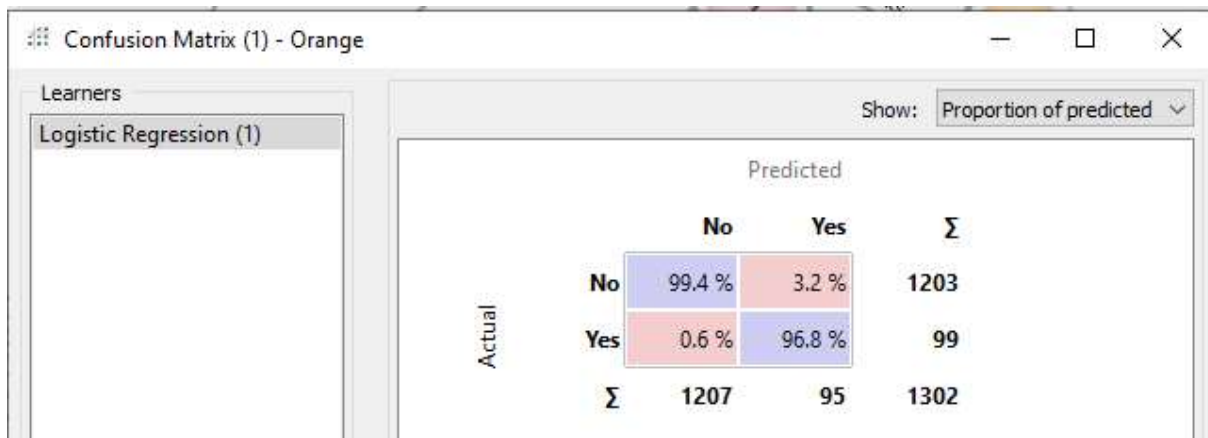 Confusion Matrix (1) - Orange
Learners
Logistic Regression (1)
Show: Proportion of predicted
Predicted
No Yes Σ
No 99.4 % 3.2 % 1203
Actual
Yes 0.6 % 96.8 % 99
Σ 1207 95 1302